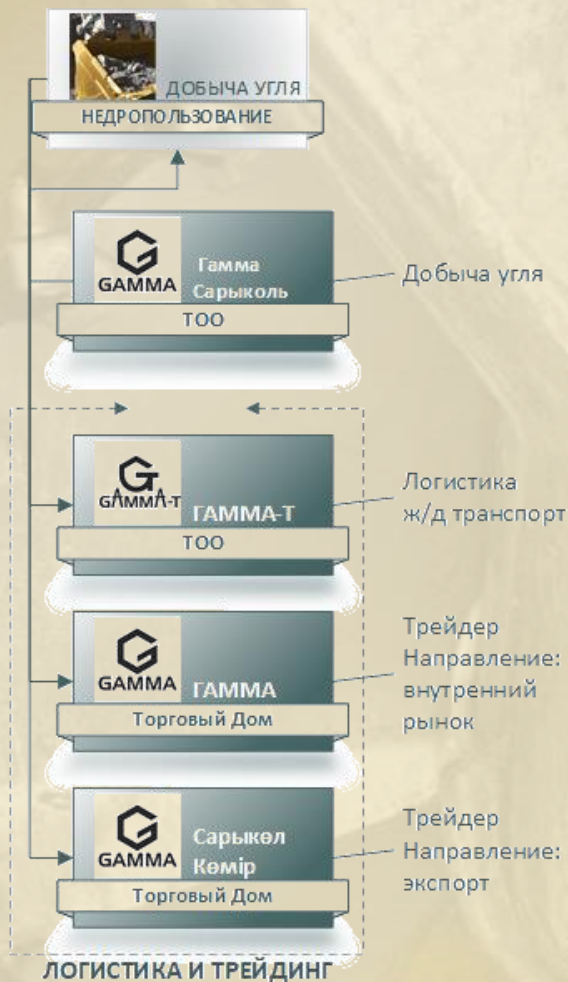 ДОБЫЧА УГЛЯ
НЕДРОПОЛЬЗОВАНИЕ
GAMMA
Гамма
Сарыколь
ТОО
Добыча угля
GAMMA-T
ГАММА-Т
ТОО
Логистика
ж/д транспорт
GAMMA
ГАММА
Торговый Дом
Трейдер
Направление:
внутренний
рынок
GAMMA
Сарыкөл
Көмір
Торговый Дом
Трейдер
Направление:
экспорт
ЛОГИСТИКА И ТРЕЙДИНГ